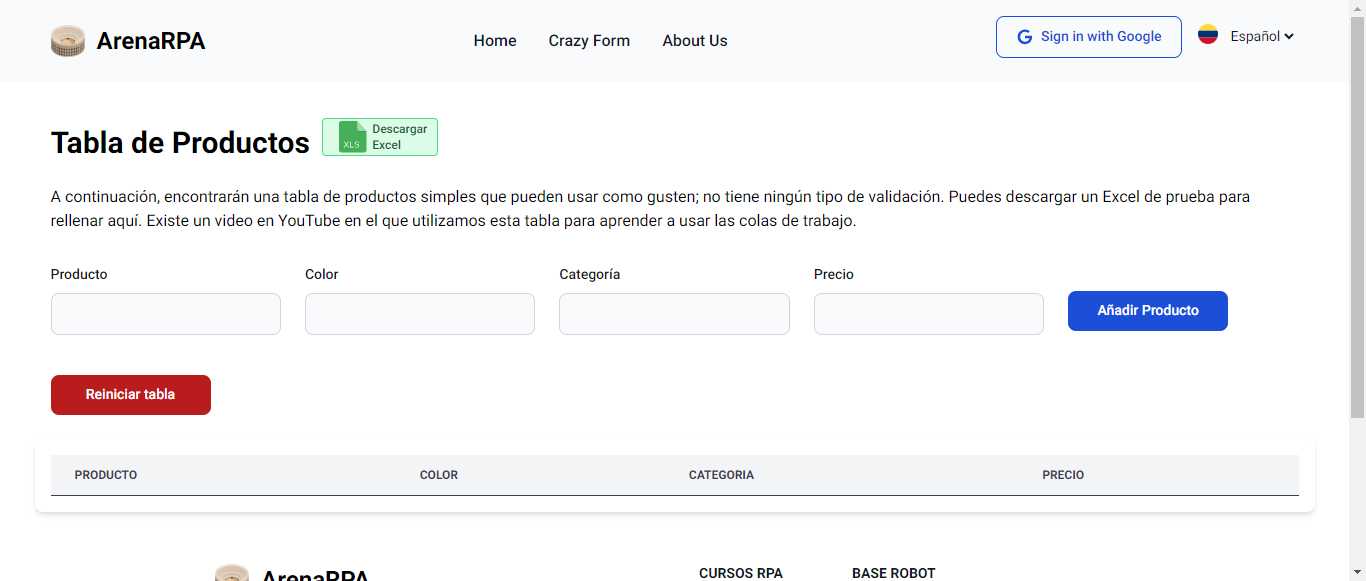 ArenaRPA
Home
Crazy Form
About Us
Sign in with Google
Español
Tabla de Productos
XLS
Descargar
Excel
A continuación, encontrarán una tabla de productos simples que pueden usar como gusten; no tiene ningún tipo de validación. Puedes descargar un Excel de prueba para
rellenar aquí. Existe un video en YouTube en el que utilizamos esta tabla para aprender a usar las colas de trabajo.
Producto
Color
Categoría
Precio
Añadir Producto
Reiniciar tabla
PRODUCTO
COLOR
CATEGORIA
PRECIO
ArenaRPA
CURSOS RPA
BASE ROBOT